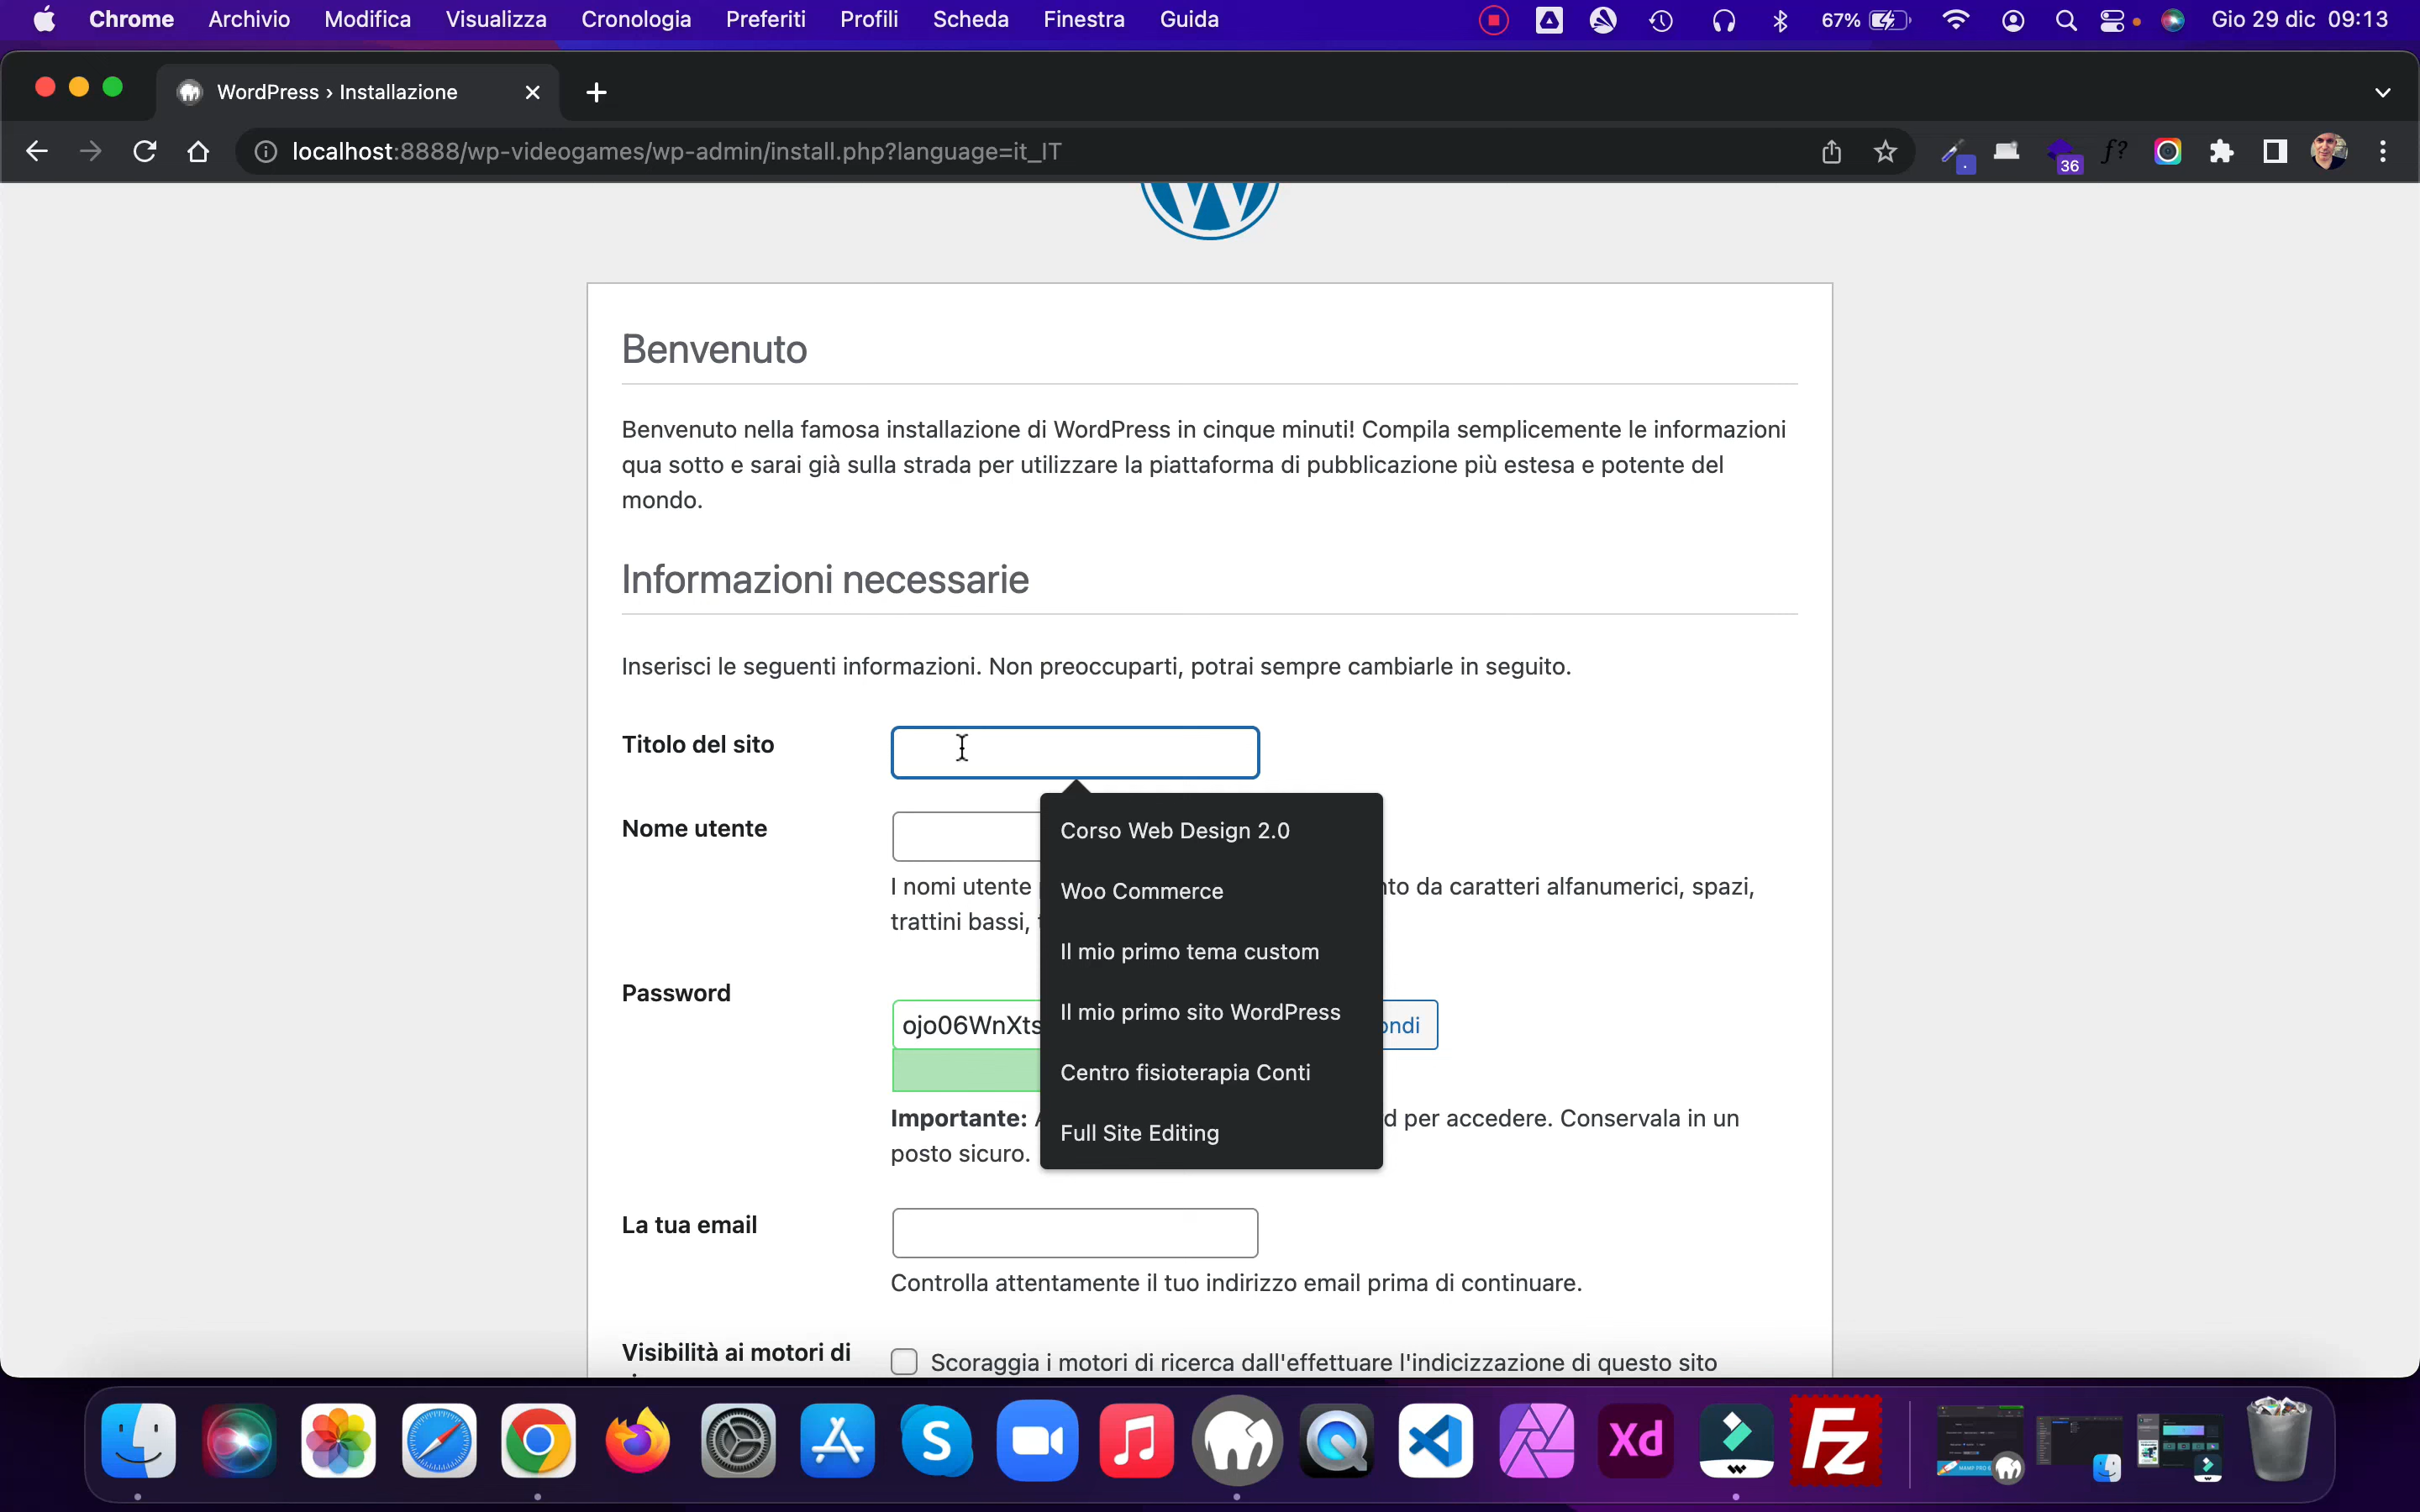 Chrome Archivio Modifica Visualizza Cronologia Preferiti Profili Scheda Finestra Guida 67% Gio 29 dic 09:13
WordPress › Installazione
localhost:8888/wp-videogames/wp-admin/install.php?language=it_IT
f? 36
Benvenuto
Benvenuto nella famosa installazione di WordPress in cinque minuti! Compila semplicemente le informazioni
qua sotto e sarai già sulla strada per utilizzare la piattaforma di pubblicazione più estesa e potente del
mondo.
Informazioni necessarie
Inserisci le seguenti informazioni. Non preoccuparti, potrai sempre cambiarle in seguito.
Titolo del sito
Corso Web Design 2.0
Woo Commerce
Il mio primo tema custom
Il mio primo sito WordPress
Centro fisioterapia Conti
Full Site Editing
Nome utente
I nomi utente nto da caratteri alfanumerici, spazi,
trattini bassi,
Password
ojo06WnXts ondi
Importante: d per accedere. Conservala in un
posto sicuro.
La tua email
Controlla attentamente il tuo indirizzo email prima di continuare.
Visibilità ai motori di
Scoraggia i motori di ricerca dall'effettuare l'indicizzazione di questo sito
S Xd Fz